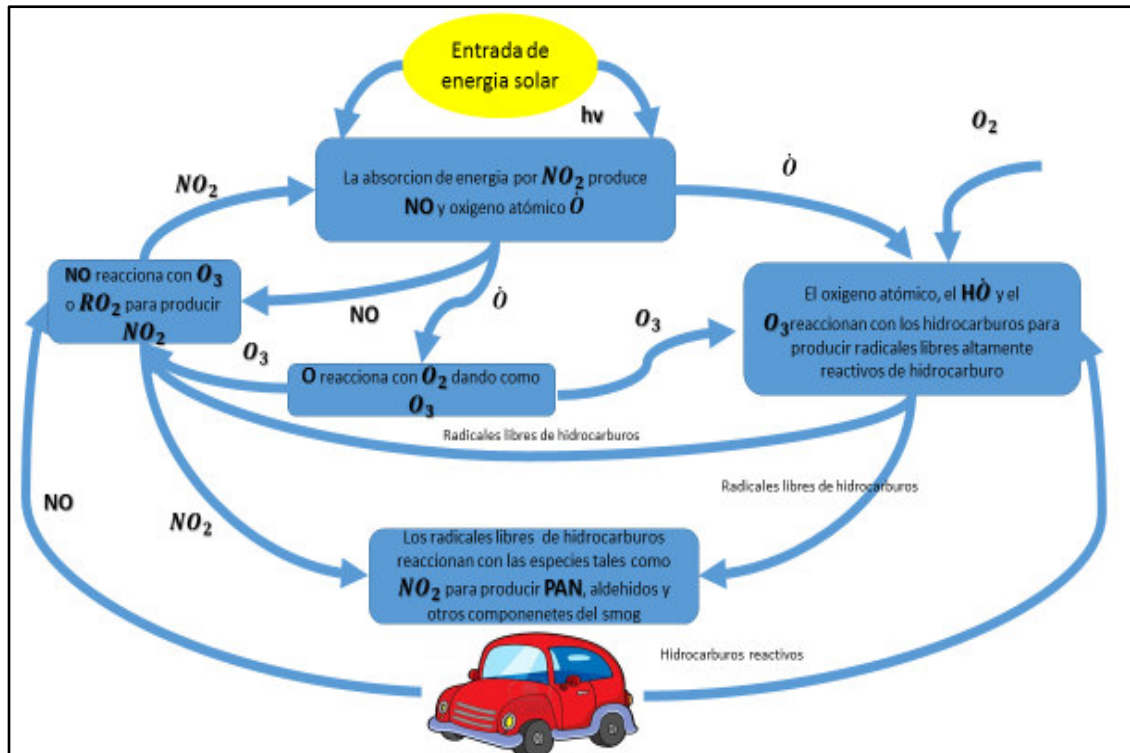 Entrada de
energia solar
hv
O₂
NO₂
La absorcion de energia por NO₂ produce
NO y oxigeno atómico Ȯ
Ȯ
NO reacciona con O₃
o RO₂ para producir
NO₂
NO
Ȯ
El oxigeno atómico, el HȮ y el
O₃ reaccionan con los hidrocarburos para
producir radicales libres altamente
reactivos de hidrocarburo
O₃
O₃
O reacciona con O₂ dando como
O₃
Radicales libres de hidrocarburos
Radicales libres de hidrocarburos
NO
NO₂
Los radicales libres de hidrocarburos
reaccionan con las especies tales como
NO₂ para producir PAN, aldehidos y
otros componenetes del smog
Hidrocarburos reactivos